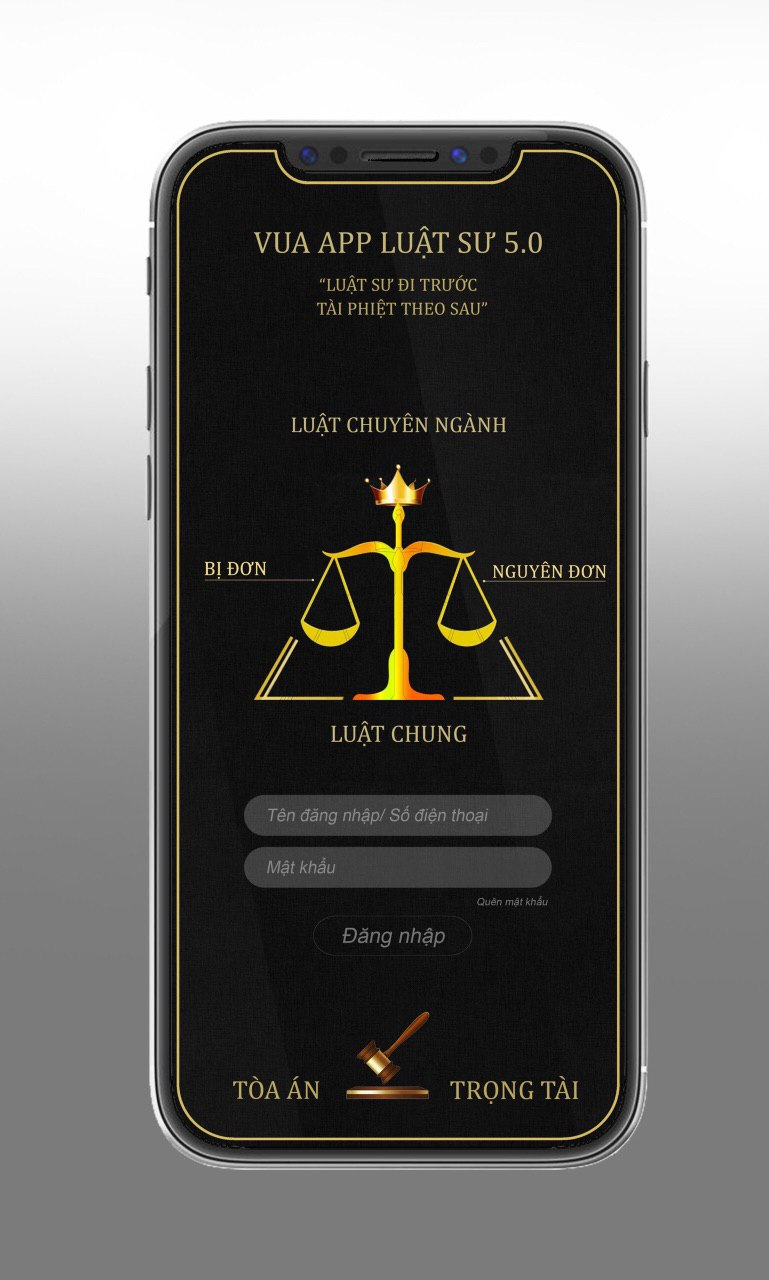 VUA APP LUẬT SƯ 5.0
“LUẬT SƯ ĐI TRƯỚC
TÀI PHIỆT THEO SAU”
LUẬT CHUYÊN NGÀNH
BỊ ĐƠN
NGUYÊN ĐƠN
LUẬT CHUNG
Tên đăng nhập/ Số điện thoại
Mật khẩu
Quên mật khẩu
Đăng nhập
TÒA ÁN
TRỌNG TÀI